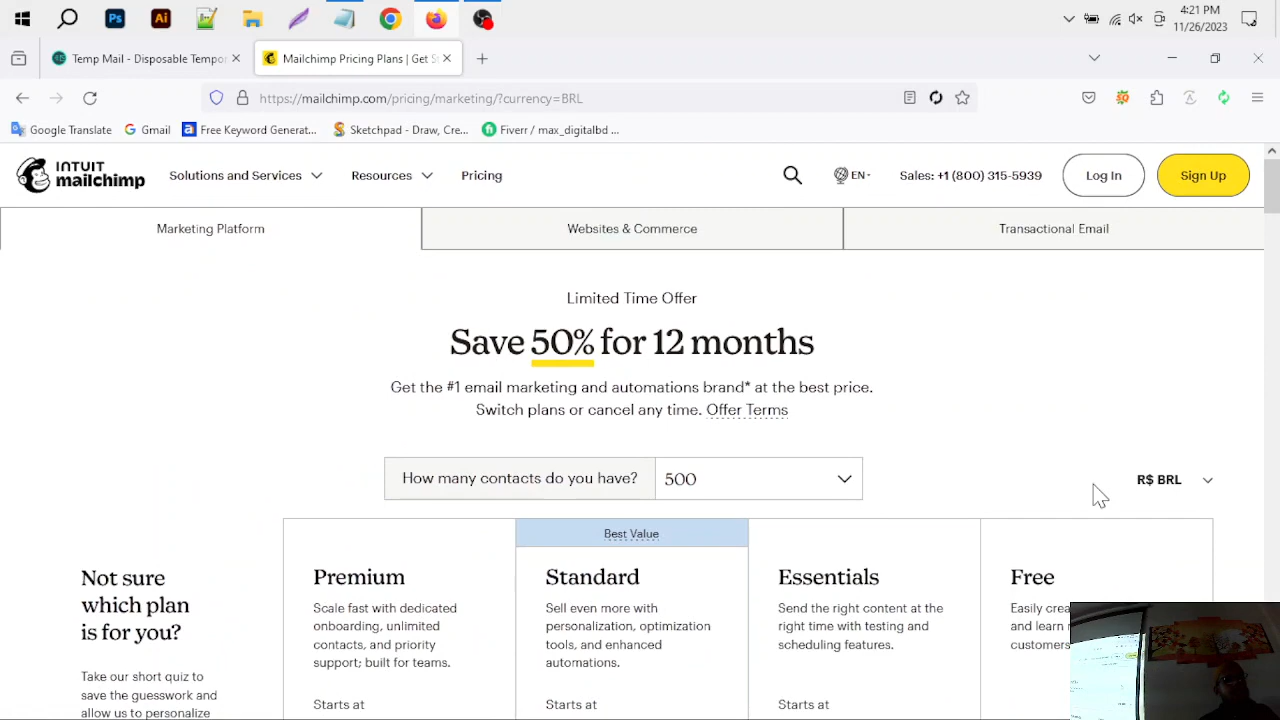 Ps
Ai
4:21 PM
11/26/2023
Temp Mail - Disposable Tempor
Mailchimp Pricing Plans | Get S
https://mailchimp.com/pricing/marketing/?currency=BRL
Google Translate
Gmail
Free Keyword Generat...
Sketchpad - Draw, Cre...
Fiverr / max_digitalbd ...
INTUIT
mailchimp
Solutions and Services
Resources
Pricing
EN
Sales: +1 (800) 315-5939
Log In
Sign Up
Marketing Platform
Websites & Commerce
Transactional Email
Limited Time Offer
Save 50% for 12 months
Get the #1 email marketing and automations brand* at the best price.
Switch plans or cancel any time. Offer Terms
How many contacts do you have?
500
R$ BRL
Not sure
which plan
is for you?
Take our short quiz to
save the guesswork and
allow us to personalize
Premium
Scale fast with dedicated
onboarding, unlimited
contacts, and priority
support; built for teams.
Starts at
Best Value
Standard
Sell even more with
personalization, optimization
tools, and enhanced
automations.
Starts at
Essentials
Send the right content at the
right time with testing and
scheduling features.
Starts at
Free
Easily crea
and learn
customers